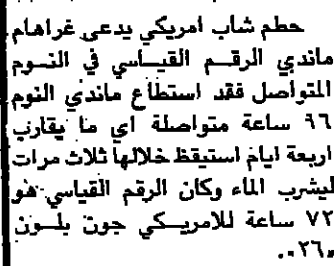 حطم شاب امريكي يدعى غراهام
ماندي الرقم القياسي في النوم
المتواصل فقد استطاع ماندي النوم
٩٦ ساعة متواصلة اي ما يقارب
اربعة ايام استيقظ خلالها ثلاث مرات
ليشرب الماء وكان الرقم القياسي هو
٧٢ ساعة للامريكي جون بلون
«٢٦».